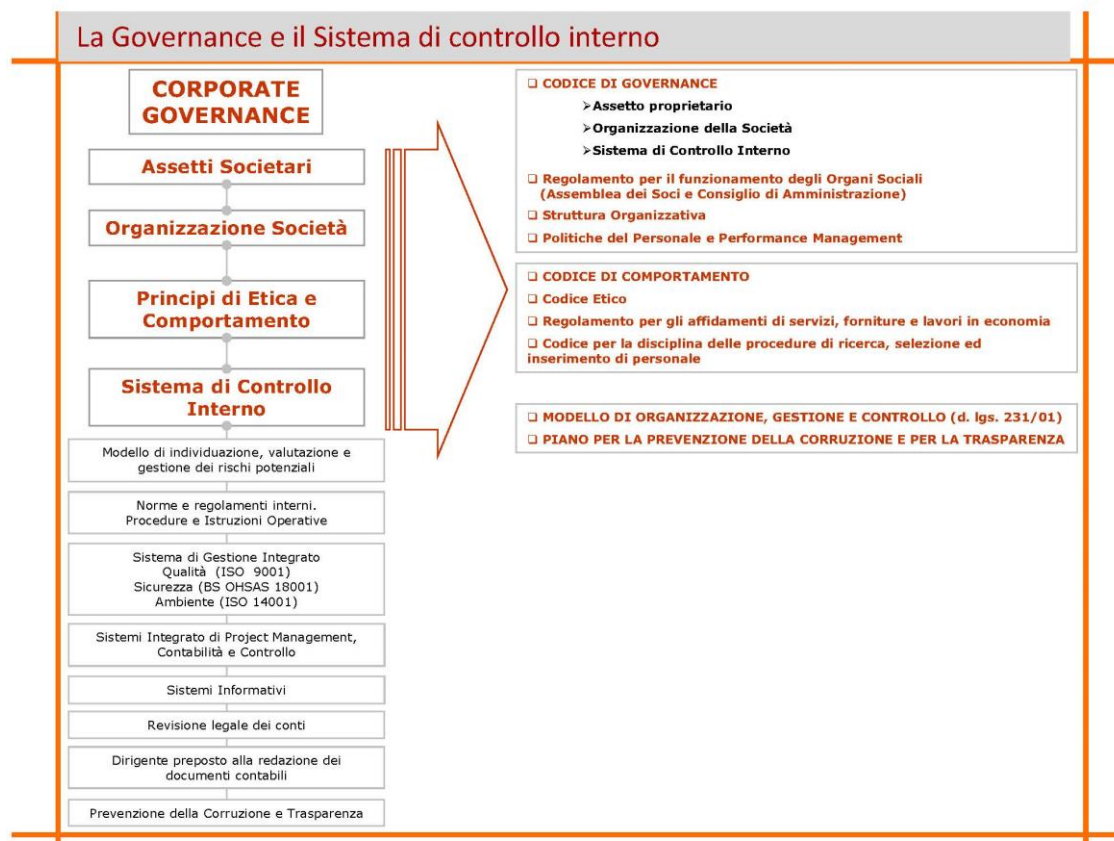 La Governance e il Sistema di controllo interno
CORPORATE
GOVERNANCE
Assetti Societari
Organizzazione Società
Principi di Etica e
Comportamento
Sistema di Controllo
Interno
Modello di individuazione, valutazione e
gestione dei rischi potenziali
Norme e regolamenti interni.
Procedure e Istruzioni Operative
Sistema di Gestione Integrato
Qualità (ISO 9001)
Sicurezza (BS OHSAS 18001)
Ambiente (ISO 14001)
Sistemi Integrato di Project Management,
Contabilità e Controllo
Sistemi Informativi
Revisione legale dei conti
Dirigente preposto alla redazione dei
documenti contabili
Prevenzione della Corruzione e Trasparenza
❑ CODICE DI GOVERNANCE
➢Assetto proprietario
➢Organizzazione della Società
➢Sistema di Controllo Interno
❑ Regolamento per il funzionamento degli Organi Sociali
(Assemblea dei Soci e Consiglio di Amministrazione)
❑ Struttura Organizzativa
❑ Politiche del Personale e Performance Management
❑ CODICE DI COMPORTAMENTO
❑ Codice Etico
❑ Regolamento per gli affidamenti di servizi, forniture e lavori in economia
❑ Codice per la disciplina delle procedure di ricerca, selezione ed
inserimento di personale
❑ MODELLO DI ORGANIZZAZIONE, GESTIONE E CONTROLLO (d. lgs. 231/01)
❑ PIANO PER LA PREVENZIONE DELLA CORRUZIONE E PER LA TRASPARENZA